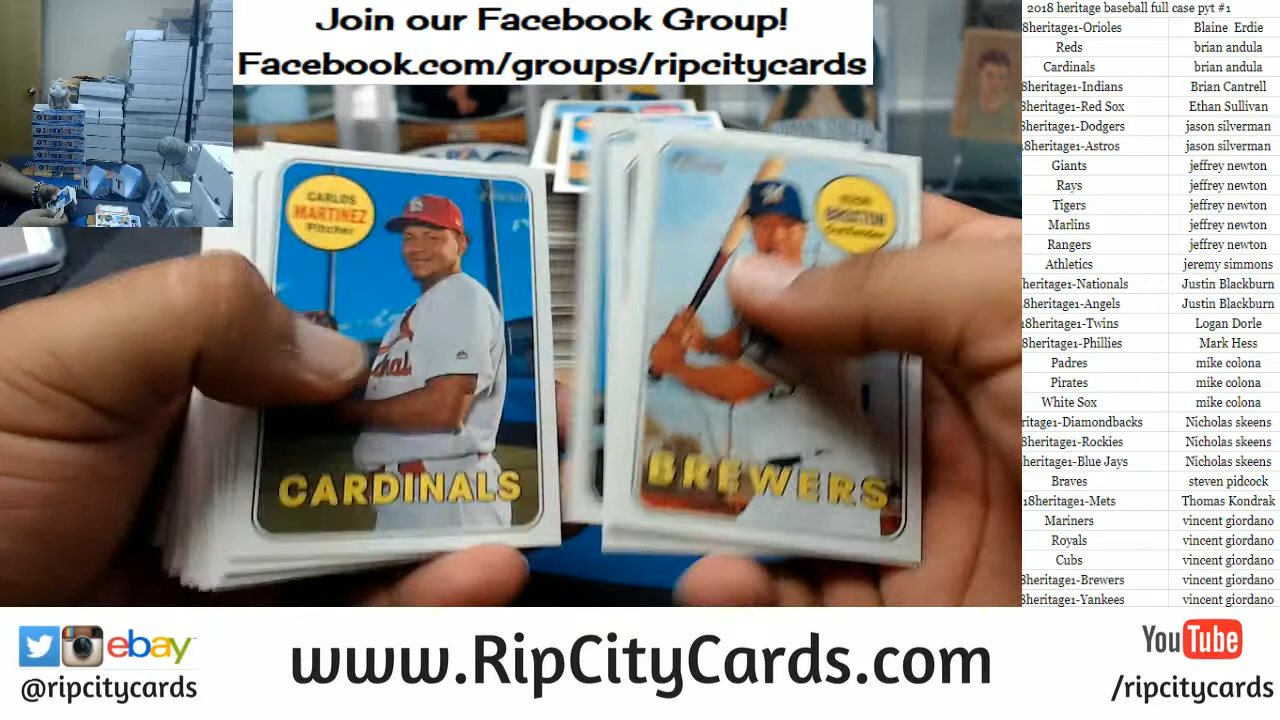 Join our Facebook Group!
Facebook.com/groups/ripcitycards
2018 heritage baseball full case pyt #1
8heritage1-Orioles Blaine Erdie
Reds brian andula
Cardinals brian andula
8heritage1-Indians Brian Cantrell
8heritage1-Red Sox Ethan Sullivan
8heritage1-Dodgers jason silverman
8heritage1-Astros jason silverman
Giants jeffrey newton
Rays jeffrey newton
Tigers jeffrey newton
Marlins jeffrey newton
Rangers jeffrey newton
Athletics jeremy simmons
heritage1-Nationals Justin Blackburn
8heritage1-Angels Justin Blackburn
18heritage1-Twins Logan Dorle
8heritage1-Phillies Mark Hess
Padres mike colona
Pirates mike colona
White Sox mike colona
ritage1-Diamondbacks Nicholas skeens
8heritage1-Rockies Nicholas skeens
heritage1-Blue Jays Nicholas skeens
Braves steven pidcock
18heritage1-Mets Thomas Kondrak
Mariners vincent giordano
Royals vincent giordano
Cubs vincent giordano
8heritage1-Brewers vincent giordano
8heritage1-Yankees vincent giordano
CARLOS
MARTINEZ
Pitcher
CARDINALS
BROXTON
BREWERS
ebay
@ripcitycards
www.RipCityCards.com
YouTube
/ripcitycards